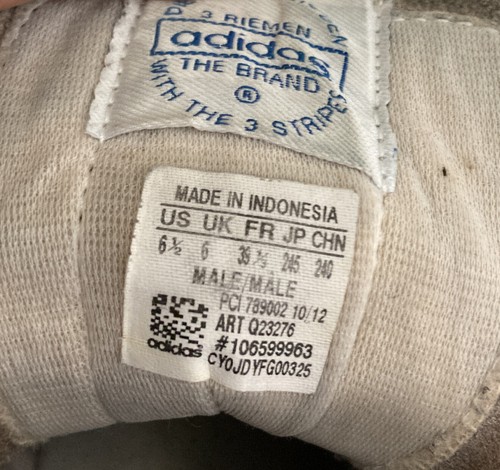 D. 3 RIEMEN
adidas
THE BRAND
®
WITH THE 3 STRIPES
MADE IN INDONESIA
US UK FR JP CHN
6½ 6 39⅓ 245 240
MALE/MALE
PCI 789002 10/12
ART Q23276
#106599963
adidas CY0JDYFG00325